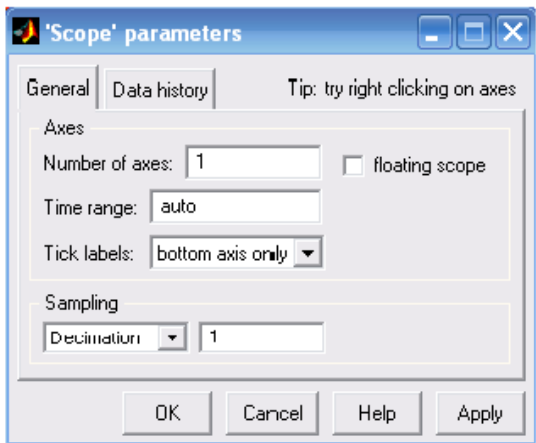 'Scope' parameters
General Data history Tip: try right clicking on axes
Axes
Number of axes: 1 floating scope
Time range: auto
Tick labels: bottom axis only
Sampling
Decimation 1
OK Cancel Help Apply